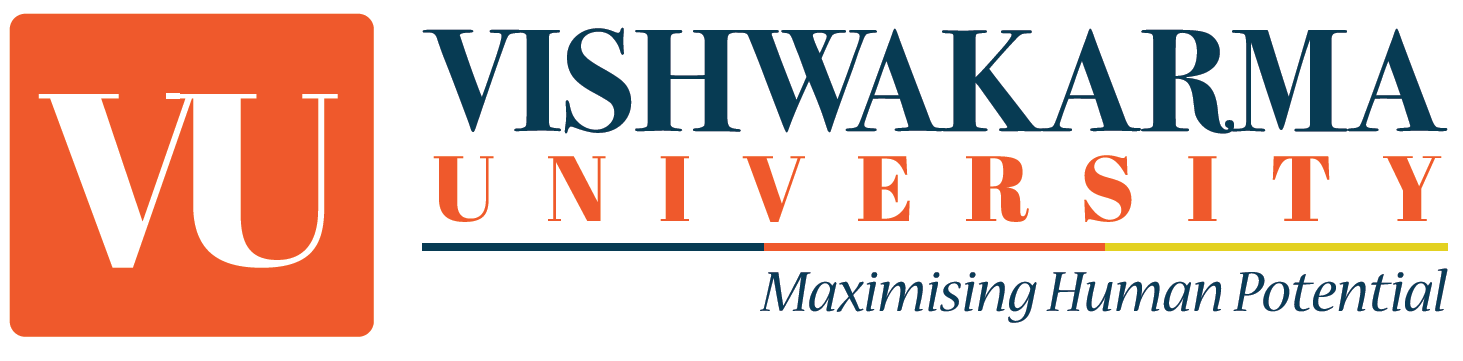 VU
VISHWAKARMA
UNIVERSITY
Maximising Human Potential